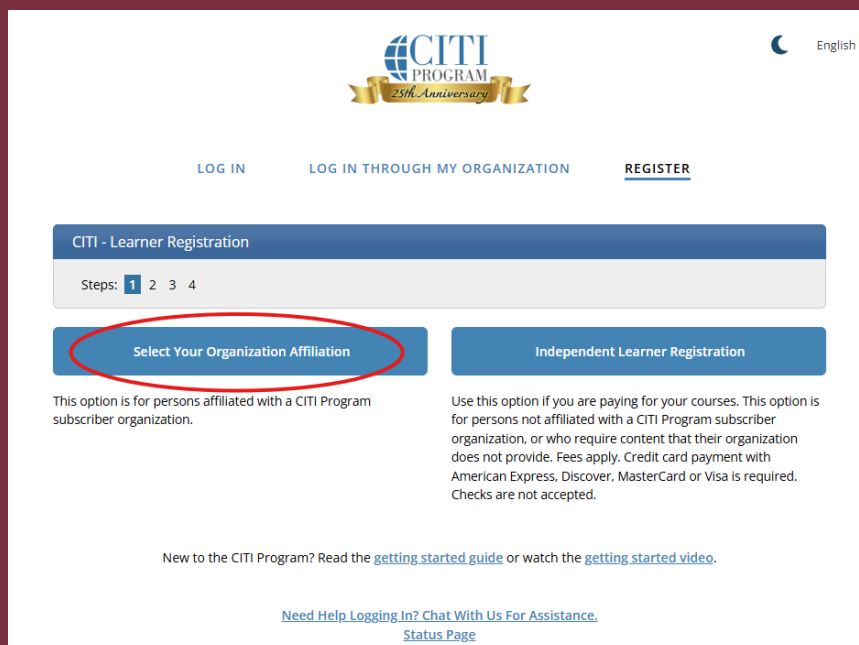 CITI
PROGRAM
25th Anniversary
English
LOG IN
LOG IN THROUGH MY ORGANIZATION
REGISTER
CITI - Learner Registration
Steps: 1 2 3 4
Select Your Organization Affiliation
This option is for persons affiliated with a CITI Program
subscriber organization.
Independent Learner Registration
Use this option if you are paying for your courses. This option is
for persons not affiliated with a CITI Program subscriber
organization, or who require content that their organization
does not provide. Fees apply. Credit card payment with
American Express, Discover, MasterCard or Visa is required.
Checks are not accepted.
New to the CITI Program? Read the getting started guide or watch the getting started video.
Need Help Logging In? Chat With Us For Assistance.
Status Page